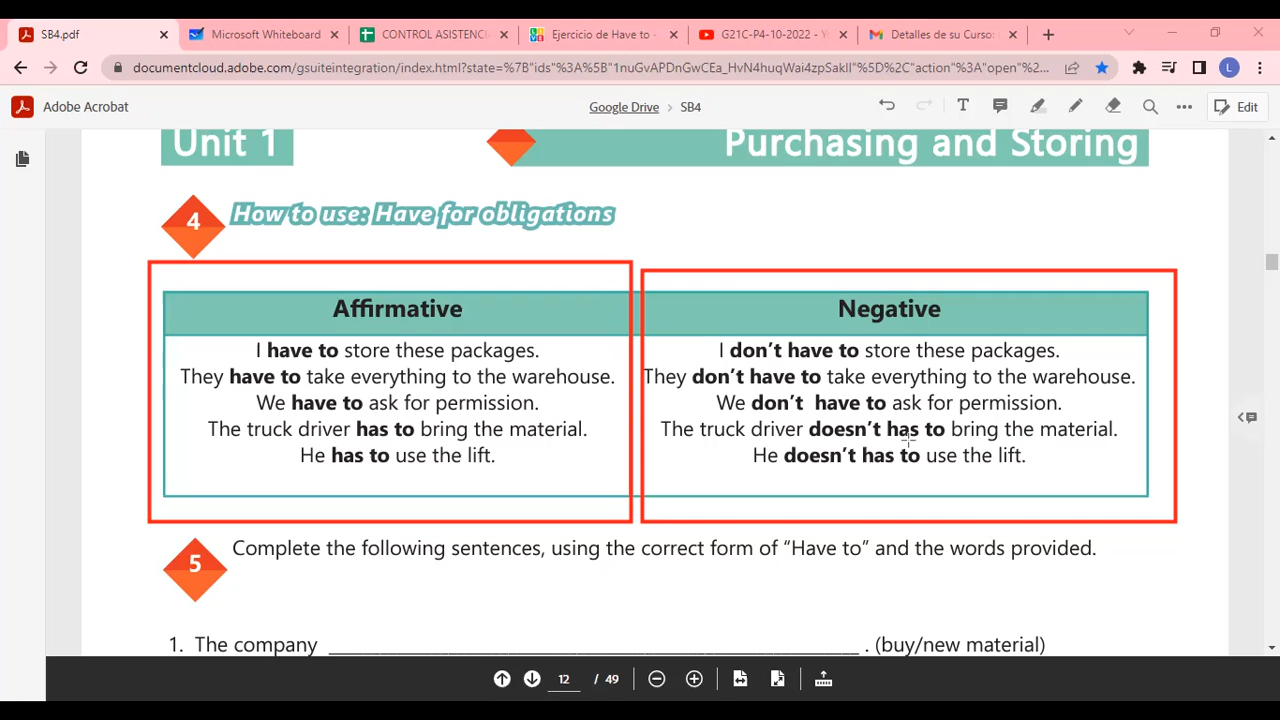 SB4.pdf
Microsoft Whiteboard
CONTROL ASISTENCI
Ejercicio de Have to -
G21C-P4-10-2022 - Y
Detalles de su Curso:
documentcloud.adobe.com/gsuiteintegration/index.html?state=%7B"ids"%3A%5B"1nuGvAPDnGwCEa_HvN4huqWai4zpSakII"%5D%2C"action"%3A"open"%2...
L
Adobe Acrobat
Google Drive
SB4
Edit
Unit 1
Purchasing and Storing
4
How to use: Have for obligations
Affirmative
I have to store these packages.
They have to take everything to the warehouse.
We have to ask for permission.
The truck driver has to bring the material.
He has to use the lift.
Negative
I don't have to store these packages.
They don't have to take everything to the warehouse.
We don't have to ask for permission.
The truck driver doesn't has to bring the material.
He doesn't has to use the lift.
5
Complete the following sentences, using the correct form of "Have to" and the words provided.
1. The company ______________________________ . (buy/new material)
12 / 49